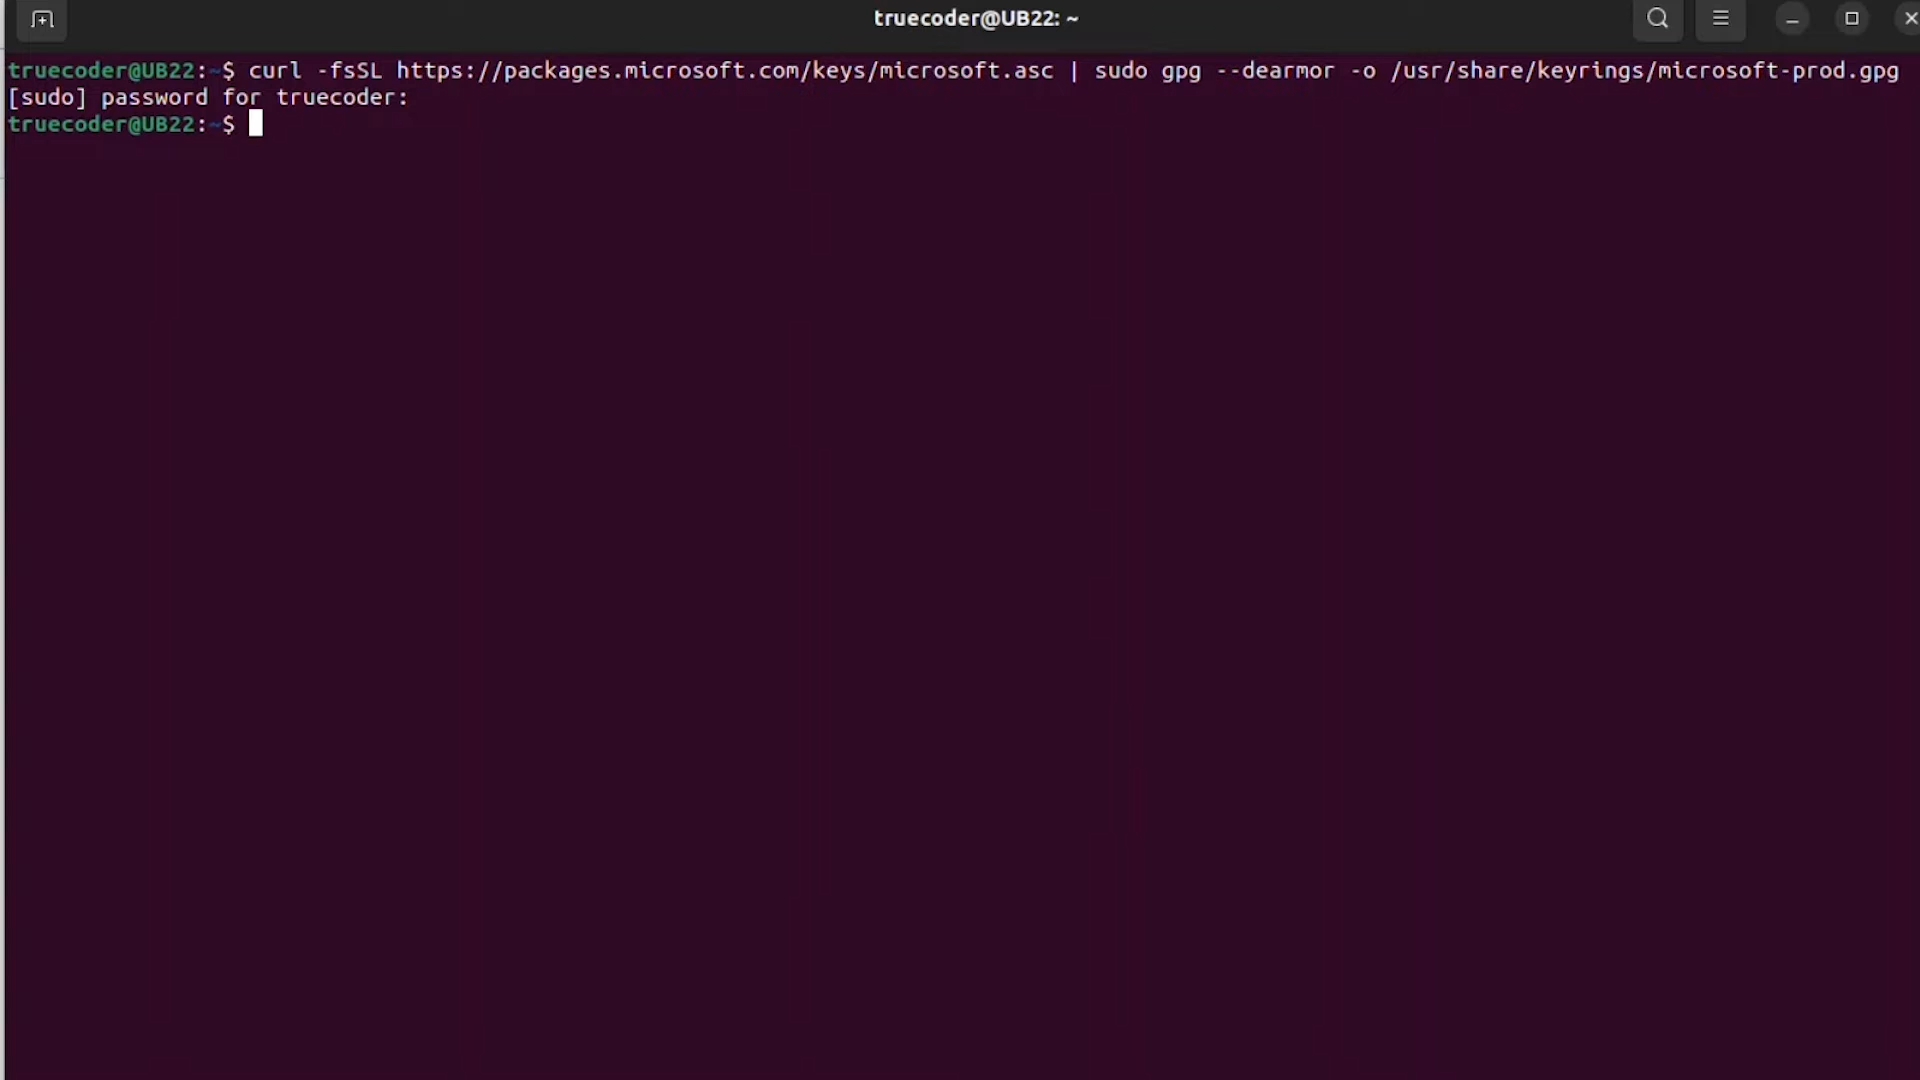 truecoder@UB22: ~
truecoder@UB22:~$ curl -fsSL https://packages.microsoft.com/keys/microsoft.asc | sudo gpg --dearmor -o /usr/share/keyrings/microsoft-prod.gpg
[sudo] password for truecoder:
truecoder@UB22:~$